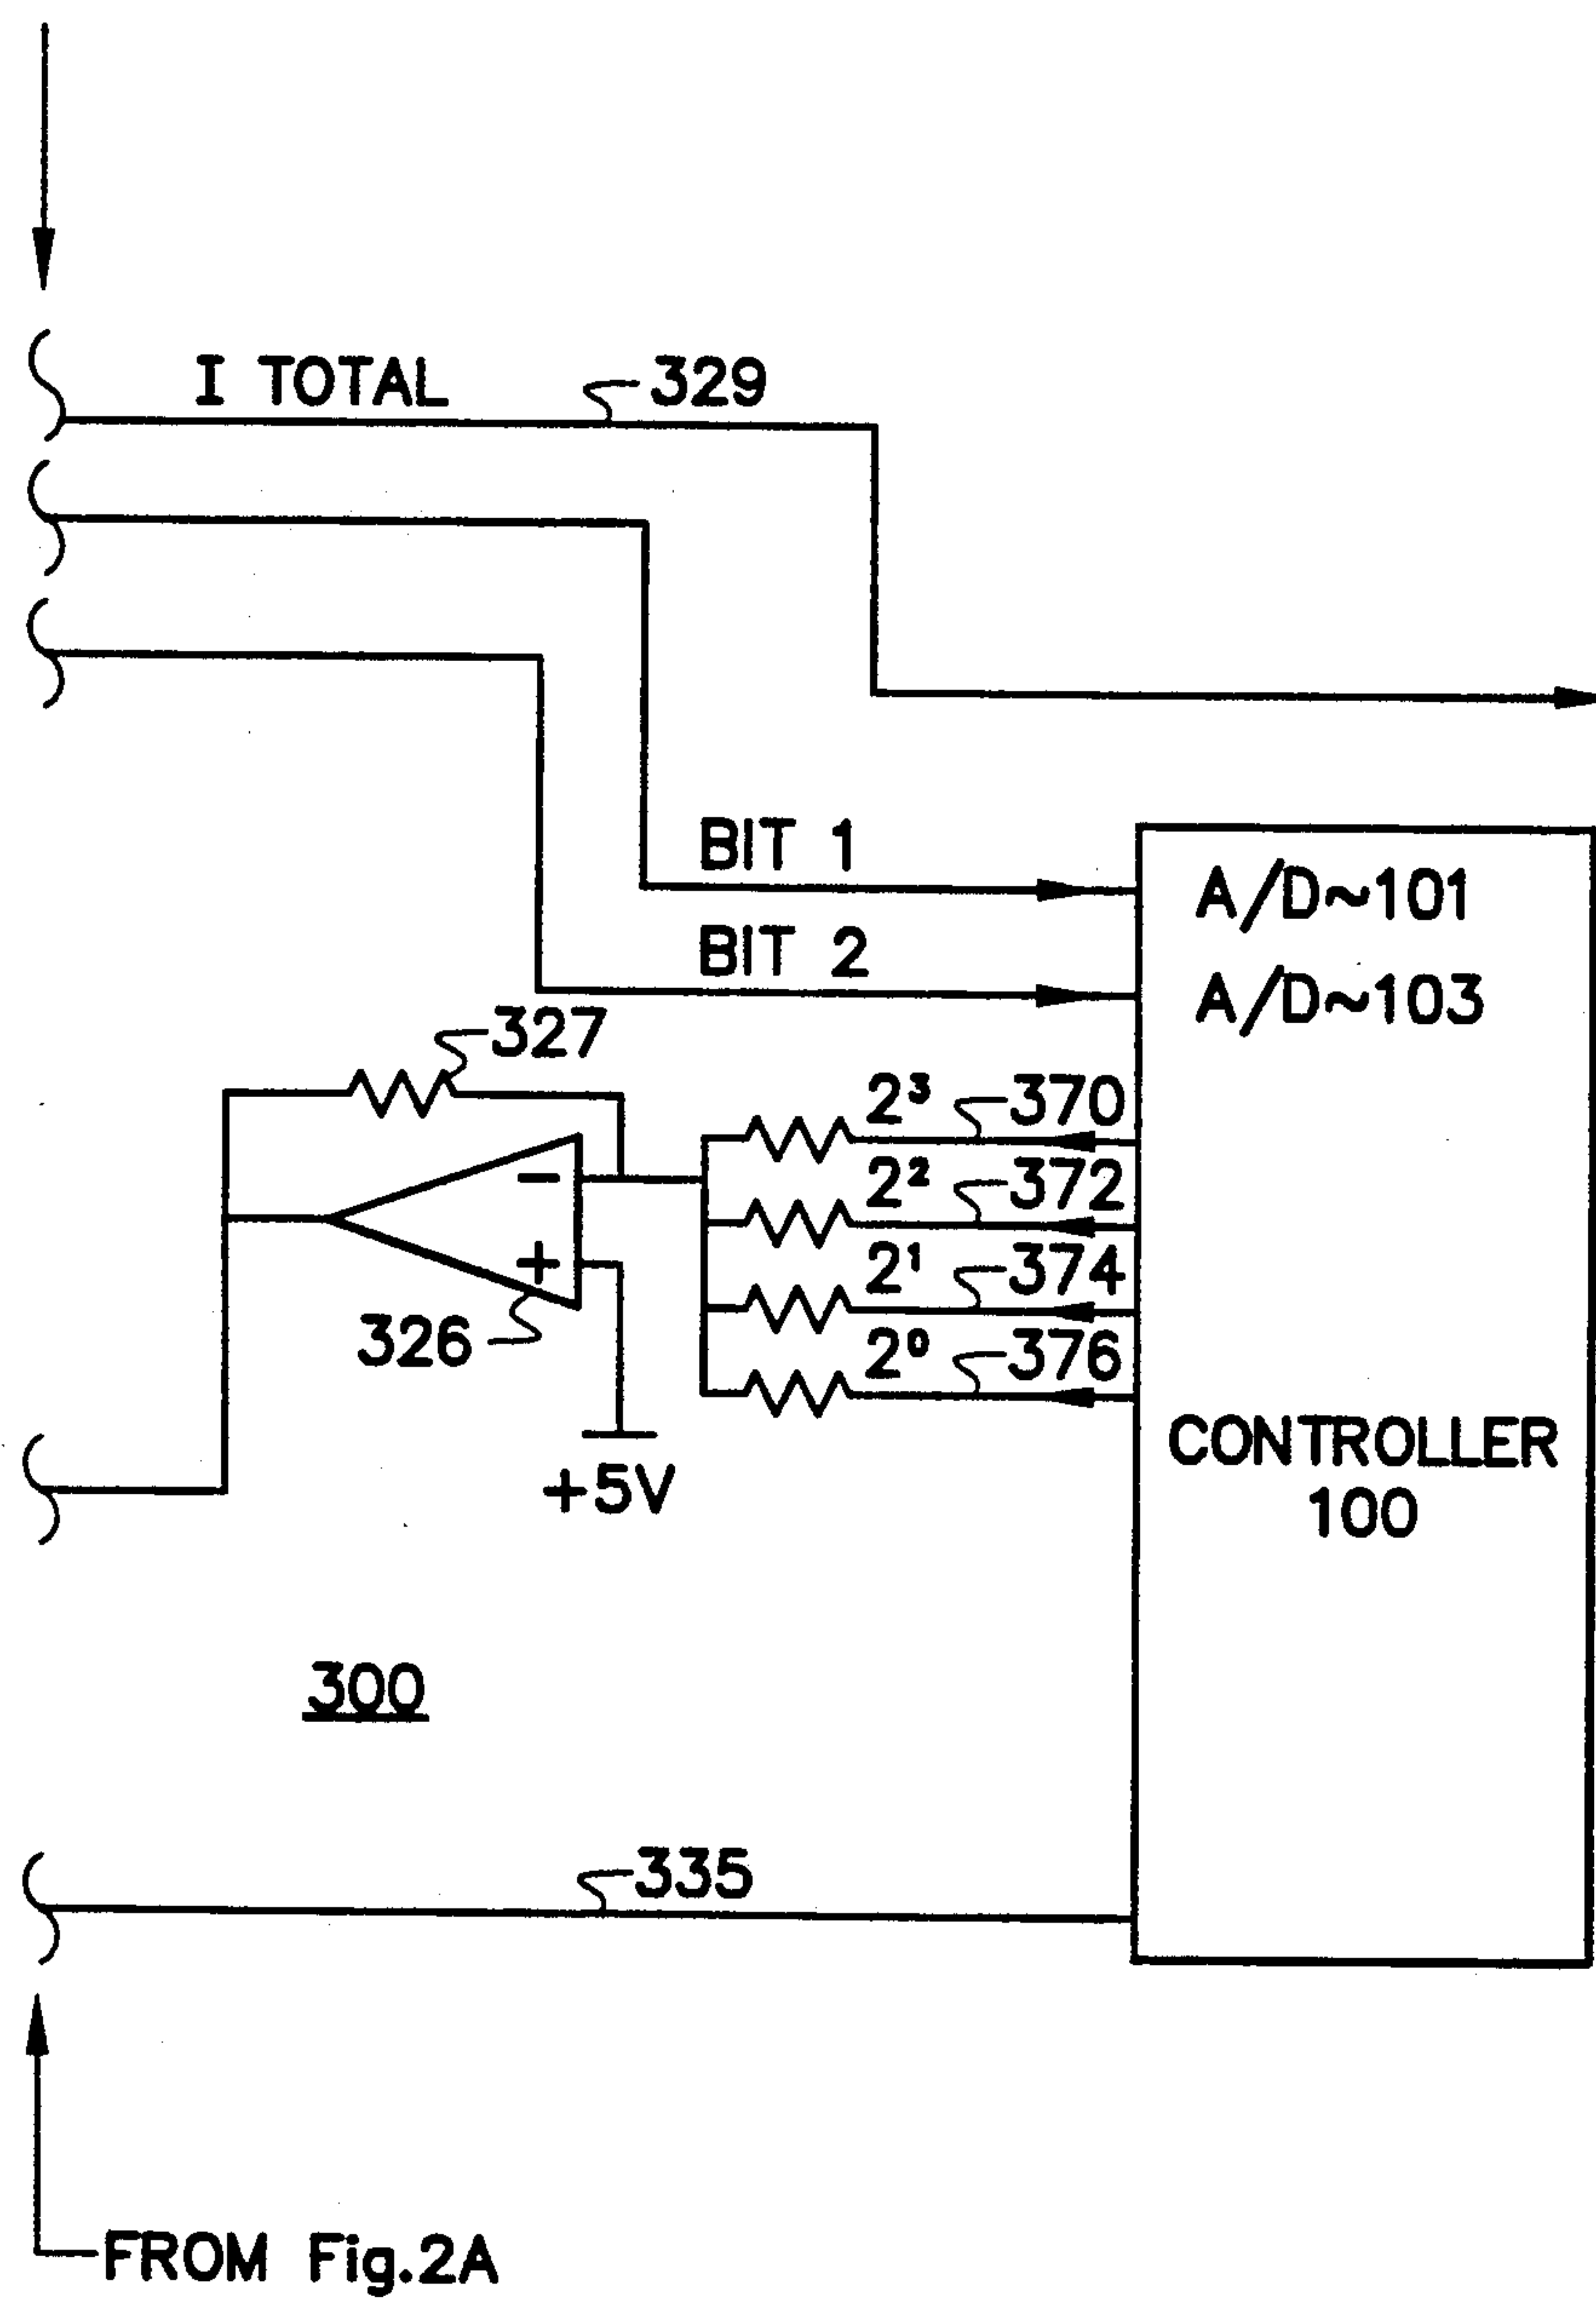 I TOTAL
329
BIT 1
A/D~101
BIT 2
A/D~103
327
2³ 370
−
2² 372
+
2¹ 374
326
2⁰ 376
CONTROLLER
100
+5V
300
335
FROM Fig.2A